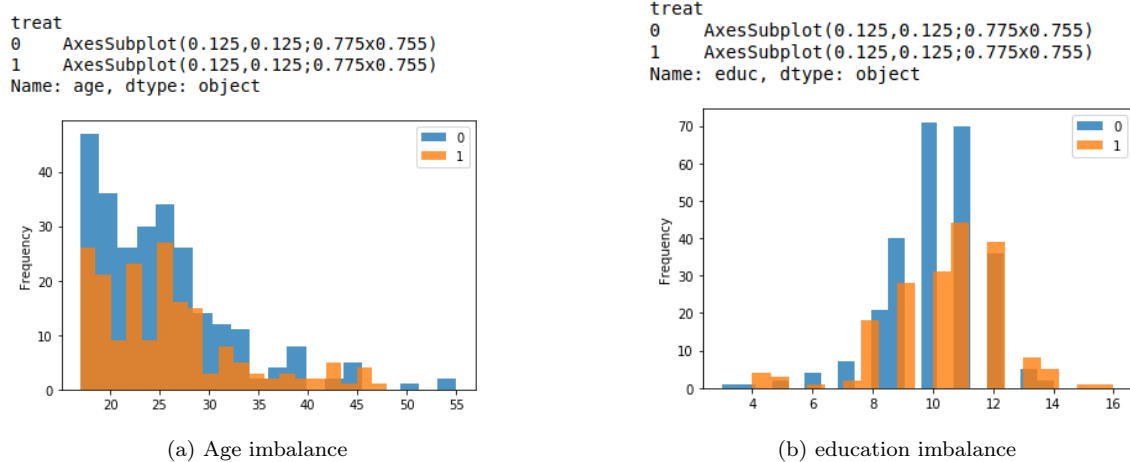 treat
0    AxesSubplot(0.125,0.125;0.775x0.755)
1    AxesSubplot(0.125,0.125;0.775x0.755)
Name: age, dtype: object
0
1
Frequency
40
30
20
10
0
20 25 30 35 40 45 50 55
(a) Age imbalance
treat
0    AxesSubplot(0.125,0.125;0.775x0.755)
1    AxesSubplot(0.125,0.125;0.775x0.755)
Name: educ, dtype: object
0
1
Frequency
70
60
50
40
30
20
10
0
4 6 8 10 12 14 16
(b) education imbalance